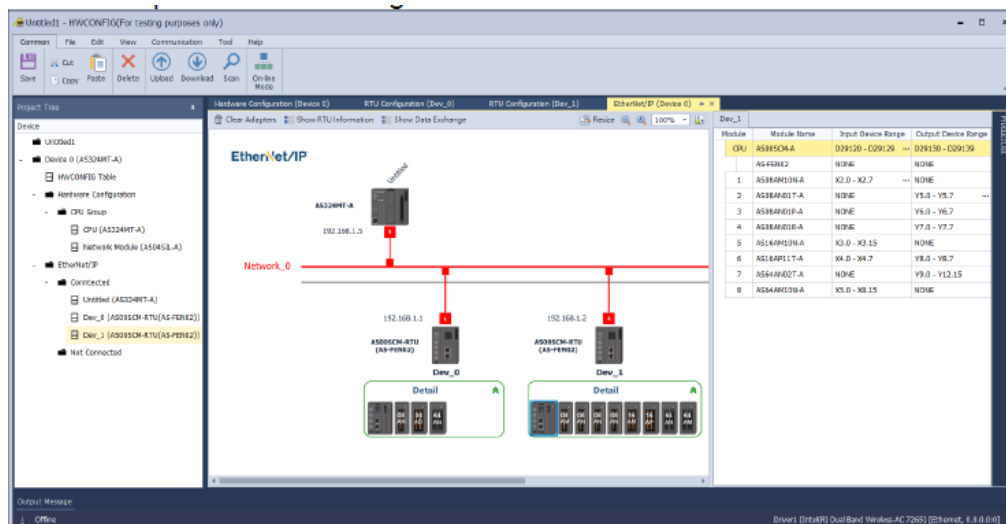 Untitled1 - HWCONFIG(For testing purposes only)
Common File Edit View Communication Tool Help
Save Cut Copy Paste Delete Upload Download Scan On-line Mode
Project Tree
Device
Untitled1
Device 0 (AS324MT-A)
HWCONFIG Table
Hardware Configuration
CPU Group
CPU (AS324MT-A)
Network Module (AS04SIL-A)
EtherNet/IP
Conntected
Untitled (AS324MT-A)
Dev_0 (AS00SCM-RTU(AS-FEN02))
Dev_1 (AS00SCM-RTU(AS-FEN02))
Not Connected
Hardware Configuration (Device 0) RTU Configuration (Dev_0) RTU Configuration (Dev_1) EtherNet/IP (Device 0)
Clear Adapters Show RTU Information Show Data Exchange Resize 100%
EtherNet/IP
Untitled
AS324MT-A
192.168.1.5
Network_0
192.168.1.1
AS00SCM-RTU
(AS-FEN02)
Dev_0
Detail
192.168.1.2
AS00SCM-RTU
(AS-FEN02)
Dev_1
Detail
Dev_1
Module Module Name Input Device Range Output Device Range
CPU AS00SCM-A D29120 - D29129 ... D29130 - D29139
AS-FEN02 NONE NONE
1 AS08AM10N-A X2.0 - X2.7 ... NONE
2 AS08AN01T-A NONE Y5.0 - Y5.7 ...
3 AS08AN01P-A NONE Y6.0 - Y6.7
4 AS08AN01R-A NONE Y7.0 - Y7.7
5 AS16AM10N-A X3.0 - X3.15 NONE
6 AS16AP11T-A X4.0 - X4.7 Y8.0 - Y8.7
7 AS64AN02T-A NONE Y9.0 - Y12.15
8 AS64AM10N-A X5.0 - X8.15 NONE
Output Message
Offline
Driver1 [Intel(R) Dual Band Wireless-AC 7265] [Ethernet, 0.0.0.0:0]